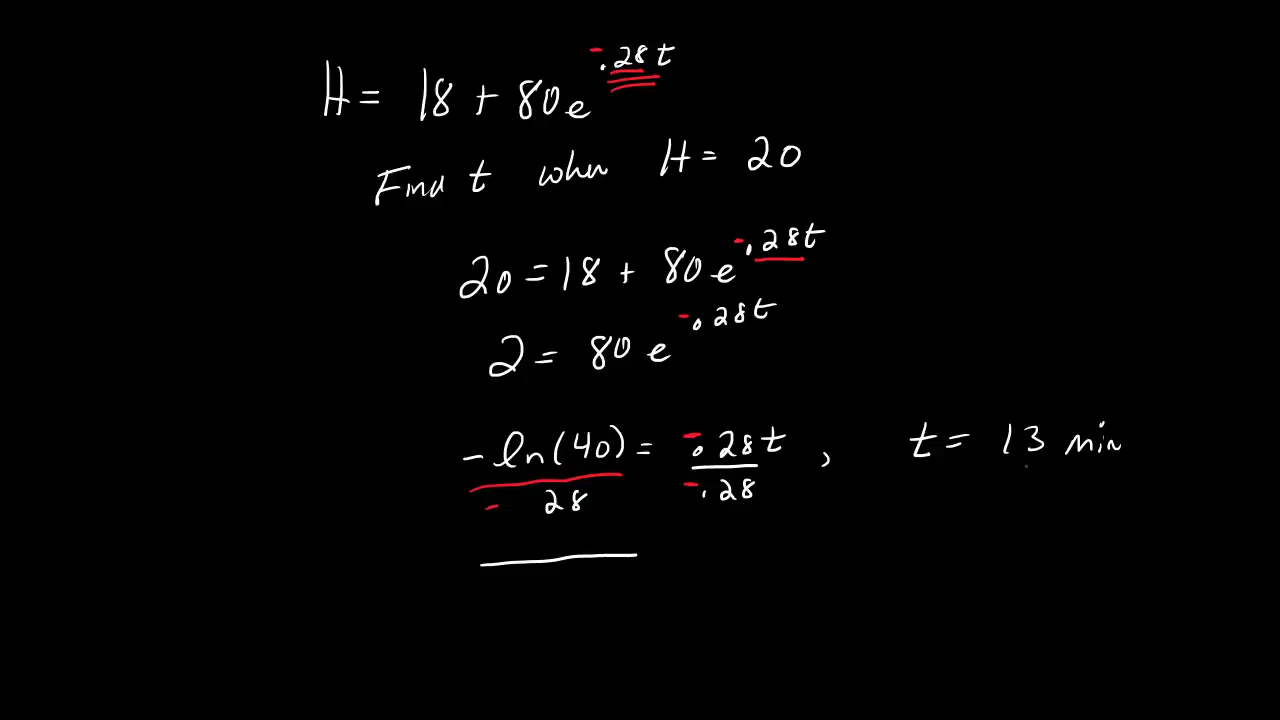 H = 18 + 80e^-.28t
Find t when H = 20
20 = 18 + 80e^-.28t
2 = 80e^-.28t
-ln(40) = -.28t , t = 13 min
- 28 -.28